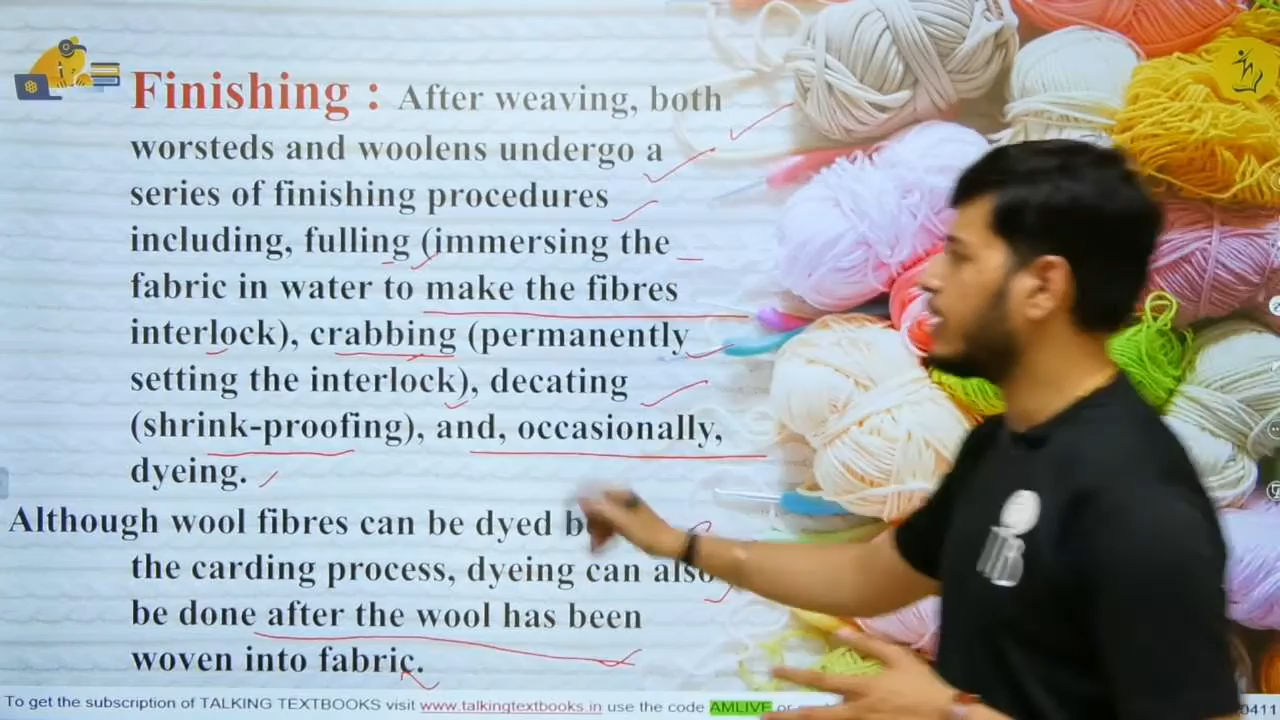 Finishing : After weaving, both
worsteds and woolens undergo a
series of finishing procedures
including, fulling (immersing the
fabric in water to make the fibres
interlock), crabbing (permanently
setting the interlock), decating
(shrink-proofing), and, occasionally,
dyeing.
Although wool fibres can be dyed
the carding process, dyeing can also
be done after the wool has been
woven into fabric.
To get the subscription of TALKING TEXTBOOKS visit www.talkingtextbooks.in use the code AMLIVE or
0411